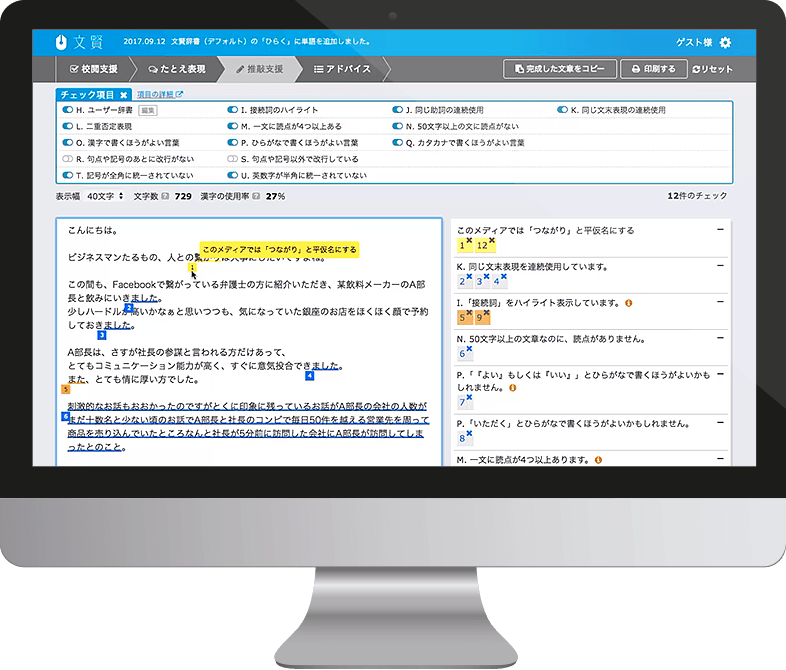 文賢 2017.09.12 文賢辞書（デフォルト）の「ひらく」に単語を追加しました。 ゲスト様
校閲支援 たとえ表現 推敲支援 アドバイス 完成した文章をコピー 印刷する リセット
チェック項目 × 項目の詳細
H. ユーザー辞書 編集 I. 接続詞のハイライト J. 同じ助詞の連続使用 K. 同じ文末表現の連続使用
L. 二重否定表現 M. 一文に読点が4つ以上ある N. 50文字以上の文に読点がない
O. 漢字で書くほうがよい言葉 P. ひらがなで書くほうがよい言葉 Q. カタカナで書くほうがよい言葉
R. 句点や記号のあとに改行がない S. 句点や記号以外で改行している
T. 記号が全角に統一されていない U. 英数字が半角に統一されていない
表示幅 40文字 文字数 ? 729 漢字の使用率 ? 27% 12件のチェック
こんにちは。
このメディアでは「つながり」と平仮名にする
ビジネスマンたるもの、人との繋がりは大事にしたいですよね。
1
この間も、Facebookで繋がっている弁護士の方に紹介いただき、某飲料メーカーのA部
長と飲みにいきました。
2
少しハードルが高いかなぁと思いつつも、気になっていた銀座のお店をほくほく顔で予約
しておきました。
3
A部長は、さすが社長の参謀と言われる方だけあって、
とてもコミュニケーション能力が高く、すぐに意気投合できました。
4
また、とても情に厚い方でした。
5
刺激的なお話もおおかったのですがとくに印象に残っているお話がA部長の会社の人数が
6
まだ十数名と少ない頃のお話でA部長と社長のコンビで毎日50件を越える営業先を周って
商品を売り込んでいたところなんと社長が5分前に訪問した会社にA部長が訪問してしま
ったとのこと。
このメディアでは「つながり」と平仮名にする
1 × 12 ×
K. 同じ文末表現を連続使用しています。
2 × 3 × 4 ×
I.「接続詞」をハイライト表示しています。
5 × 9 ×
N. 50文字以上の文章なのに、読点がありません。
6 ×
P.「『よい』もしくは『いい』」とひらがなで書くほうがよいかも
しれません。
7 ×
P.「いただく」とひらがなで書くほうがよいかもしれません。
8 ×
M. 一文に読点が4つ以上あります。